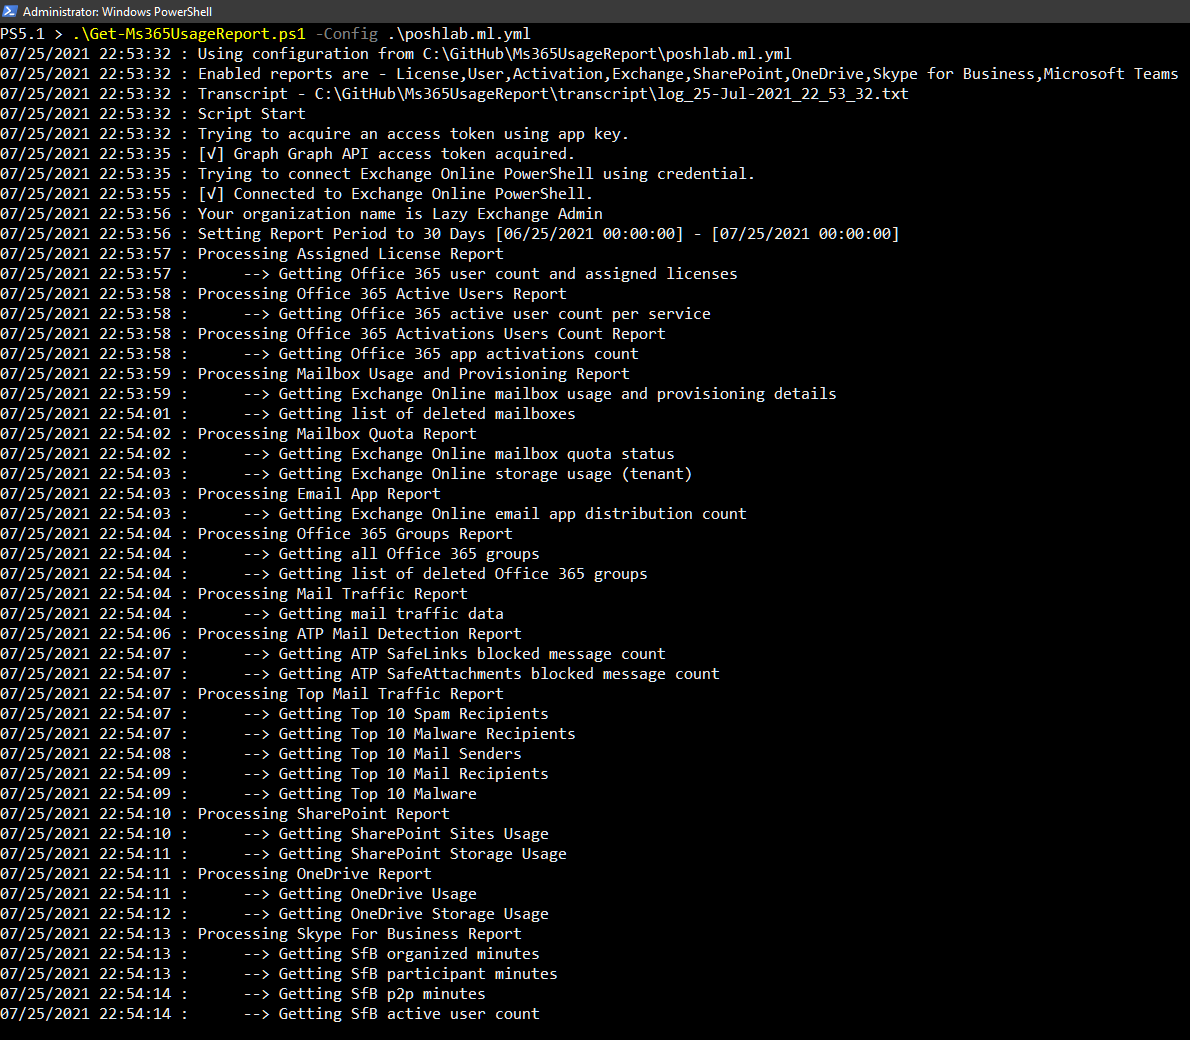 Administrator: Windows PowerShell
PS5.1 > .\Get-Ms365UsageReport.ps1 -Config .\poshlab.ml.yml
07/25/2021 22:53:32 : Using configuration from C:\GitHub\Ms365UsageReport\poshlab.ml.yml
07/25/2021 22:53:32 : Enabled reports are - License,User,Activation,Exchange,SharePoint,OneDrive,Skype for Business,Microsoft Teams
07/25/2021 22:53:32 : Transcript - C:\GitHub\Ms365UsageReport\transcript\log_25-Jul-2021_22_53_32.txt
07/25/2021 22:53:32 : Script Start
07/25/2021 22:53:32 : Trying to acquire an access token using app key.
07/25/2021 22:53:35 : [√] Graph Graph API access token acquired.
07/25/2021 22:53:35 : Trying to connect Exchange Online PowerShell using credential.
07/25/2021 22:53:55 : [√] Connected to Exchange Online PowerShell.
07/25/2021 22:53:56 : Your organization name is Lazy Exchange Admin
07/25/2021 22:53:56 : Setting Report Period to 30 Days [06/25/2021 00:00:00] - [07/25/2021 00:00:00]
07/25/2021 22:53:57 : Processing Assigned License Report
07/25/2021 22:53:57 :      --> Getting Office 365 user count and assigned licenses
07/25/2021 22:53:58 : Processing Office 365 Active Users Report
07/25/2021 22:53:58 :      --> Getting Office 365 active user count per service
07/25/2021 22:53:58 : Processing Office 365 Activations Users Count Report
07/25/2021 22:53:58 :      --> Getting Office 365 app activations count
07/25/2021 22:53:59 : Processing Mailbox Usage and Provisioning Report
07/25/2021 22:53:59 :      --> Getting Exchange Online mailbox usage and provisioning details
07/25/2021 22:54:01 :      --> Getting list of deleted mailboxes
07/25/2021 22:54:02 : Processing Mailbox Quota Report
07/25/2021 22:54:02 :      --> Getting Exchange Online mailbox quota status
07/25/2021 22:54:03 :      --> Getting Exchange Online storage usage (tenant)
07/25/2021 22:54:03 : Processing Email App Report
07/25/2021 22:54:03 :      --> Getting Exchange Online email app distribution count
07/25/2021 22:54:04 : Processing Office 365 Groups Report
07/25/2021 22:54:04 :      --> Getting all Office 365 groups
07/25/2021 22:54:04 :      --> Getting list of deleted Office 365 groups
07/25/2021 22:54:04 : Processing Mail Traffic Report
07/25/2021 22:54:04 :      --> Getting mail traffic data
07/25/2021 22:54:06 : Processing ATP Mail Detection Report
07/25/2021 22:54:07 :      --> Getting ATP SafeLinks blocked message count
07/25/2021 22:54:07 :      --> Getting ATP SafeAttachments blocked message count
07/25/2021 22:54:07 : Processing Top Mail Traffic Report
07/25/2021 22:54:07 :      --> Getting Top 10 Spam Recipients
07/25/2021 22:54:07 :      --> Getting Top 10 Malware Recipients
07/25/2021 22:54:08 :      --> Getting Top 10 Mail Senders
07/25/2021 22:54:09 :      --> Getting Top 10 Mail Recipients
07/25/2021 22:54:09 :      --> Getting Top 10 Malware
07/25/2021 22:54:10 : Processing SharePoint Report
07/25/2021 22:54:10 :      --> Getting SharePoint Sites Usage
07/25/2021 22:54:11 :      --> Getting SharePoint Storage Usage
07/25/2021 22:54:11 : Processing OneDrive Report
07/25/2021 22:54:11 :      --> Getting OneDrive Usage
07/25/2021 22:54:12 :      --> Getting OneDrive Storage Usage
07/25/2021 22:54:13 : Processing Skype For Business Report
07/25/2021 22:54:13 :      --> Getting SfB organized minutes
07/25/2021 22:54:13 :      --> Getting SfB participant minutes
07/25/2021 22:54:14 :      --> Getting SfB p2p minutes
07/25/2021 22:54:14 :      --> Getting SfB active user count